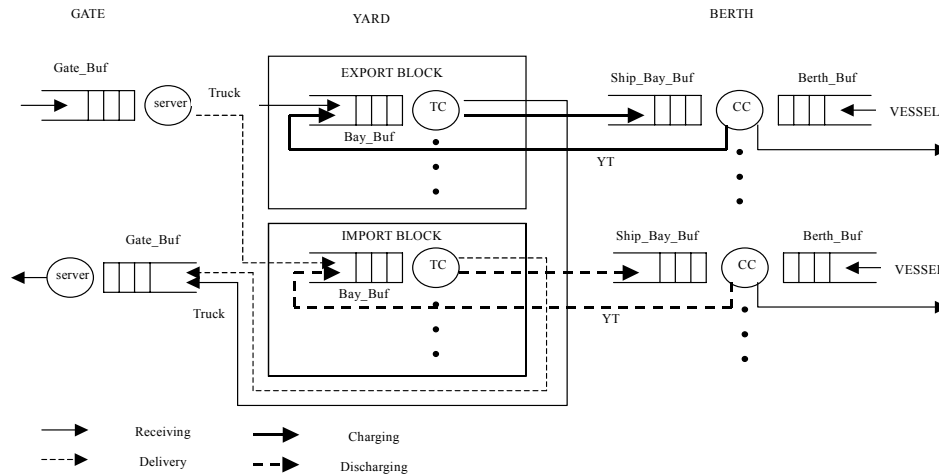 GATE
YARD
BERTH
Gate_Buf
server
Truck
EXPORT BLOCK
TC
Bay_Buf
Ship_Bay_Buf
CC
Berth_Buf
VESSEL
YT
Gate_Buf
server
Truck
IMPORT BLOCK
TC
Bay_Buf
Ship_Bay_Buf
CC
Berth_Buf
VESSEL
YT
Receiving
Charging
Delivery
Discharging